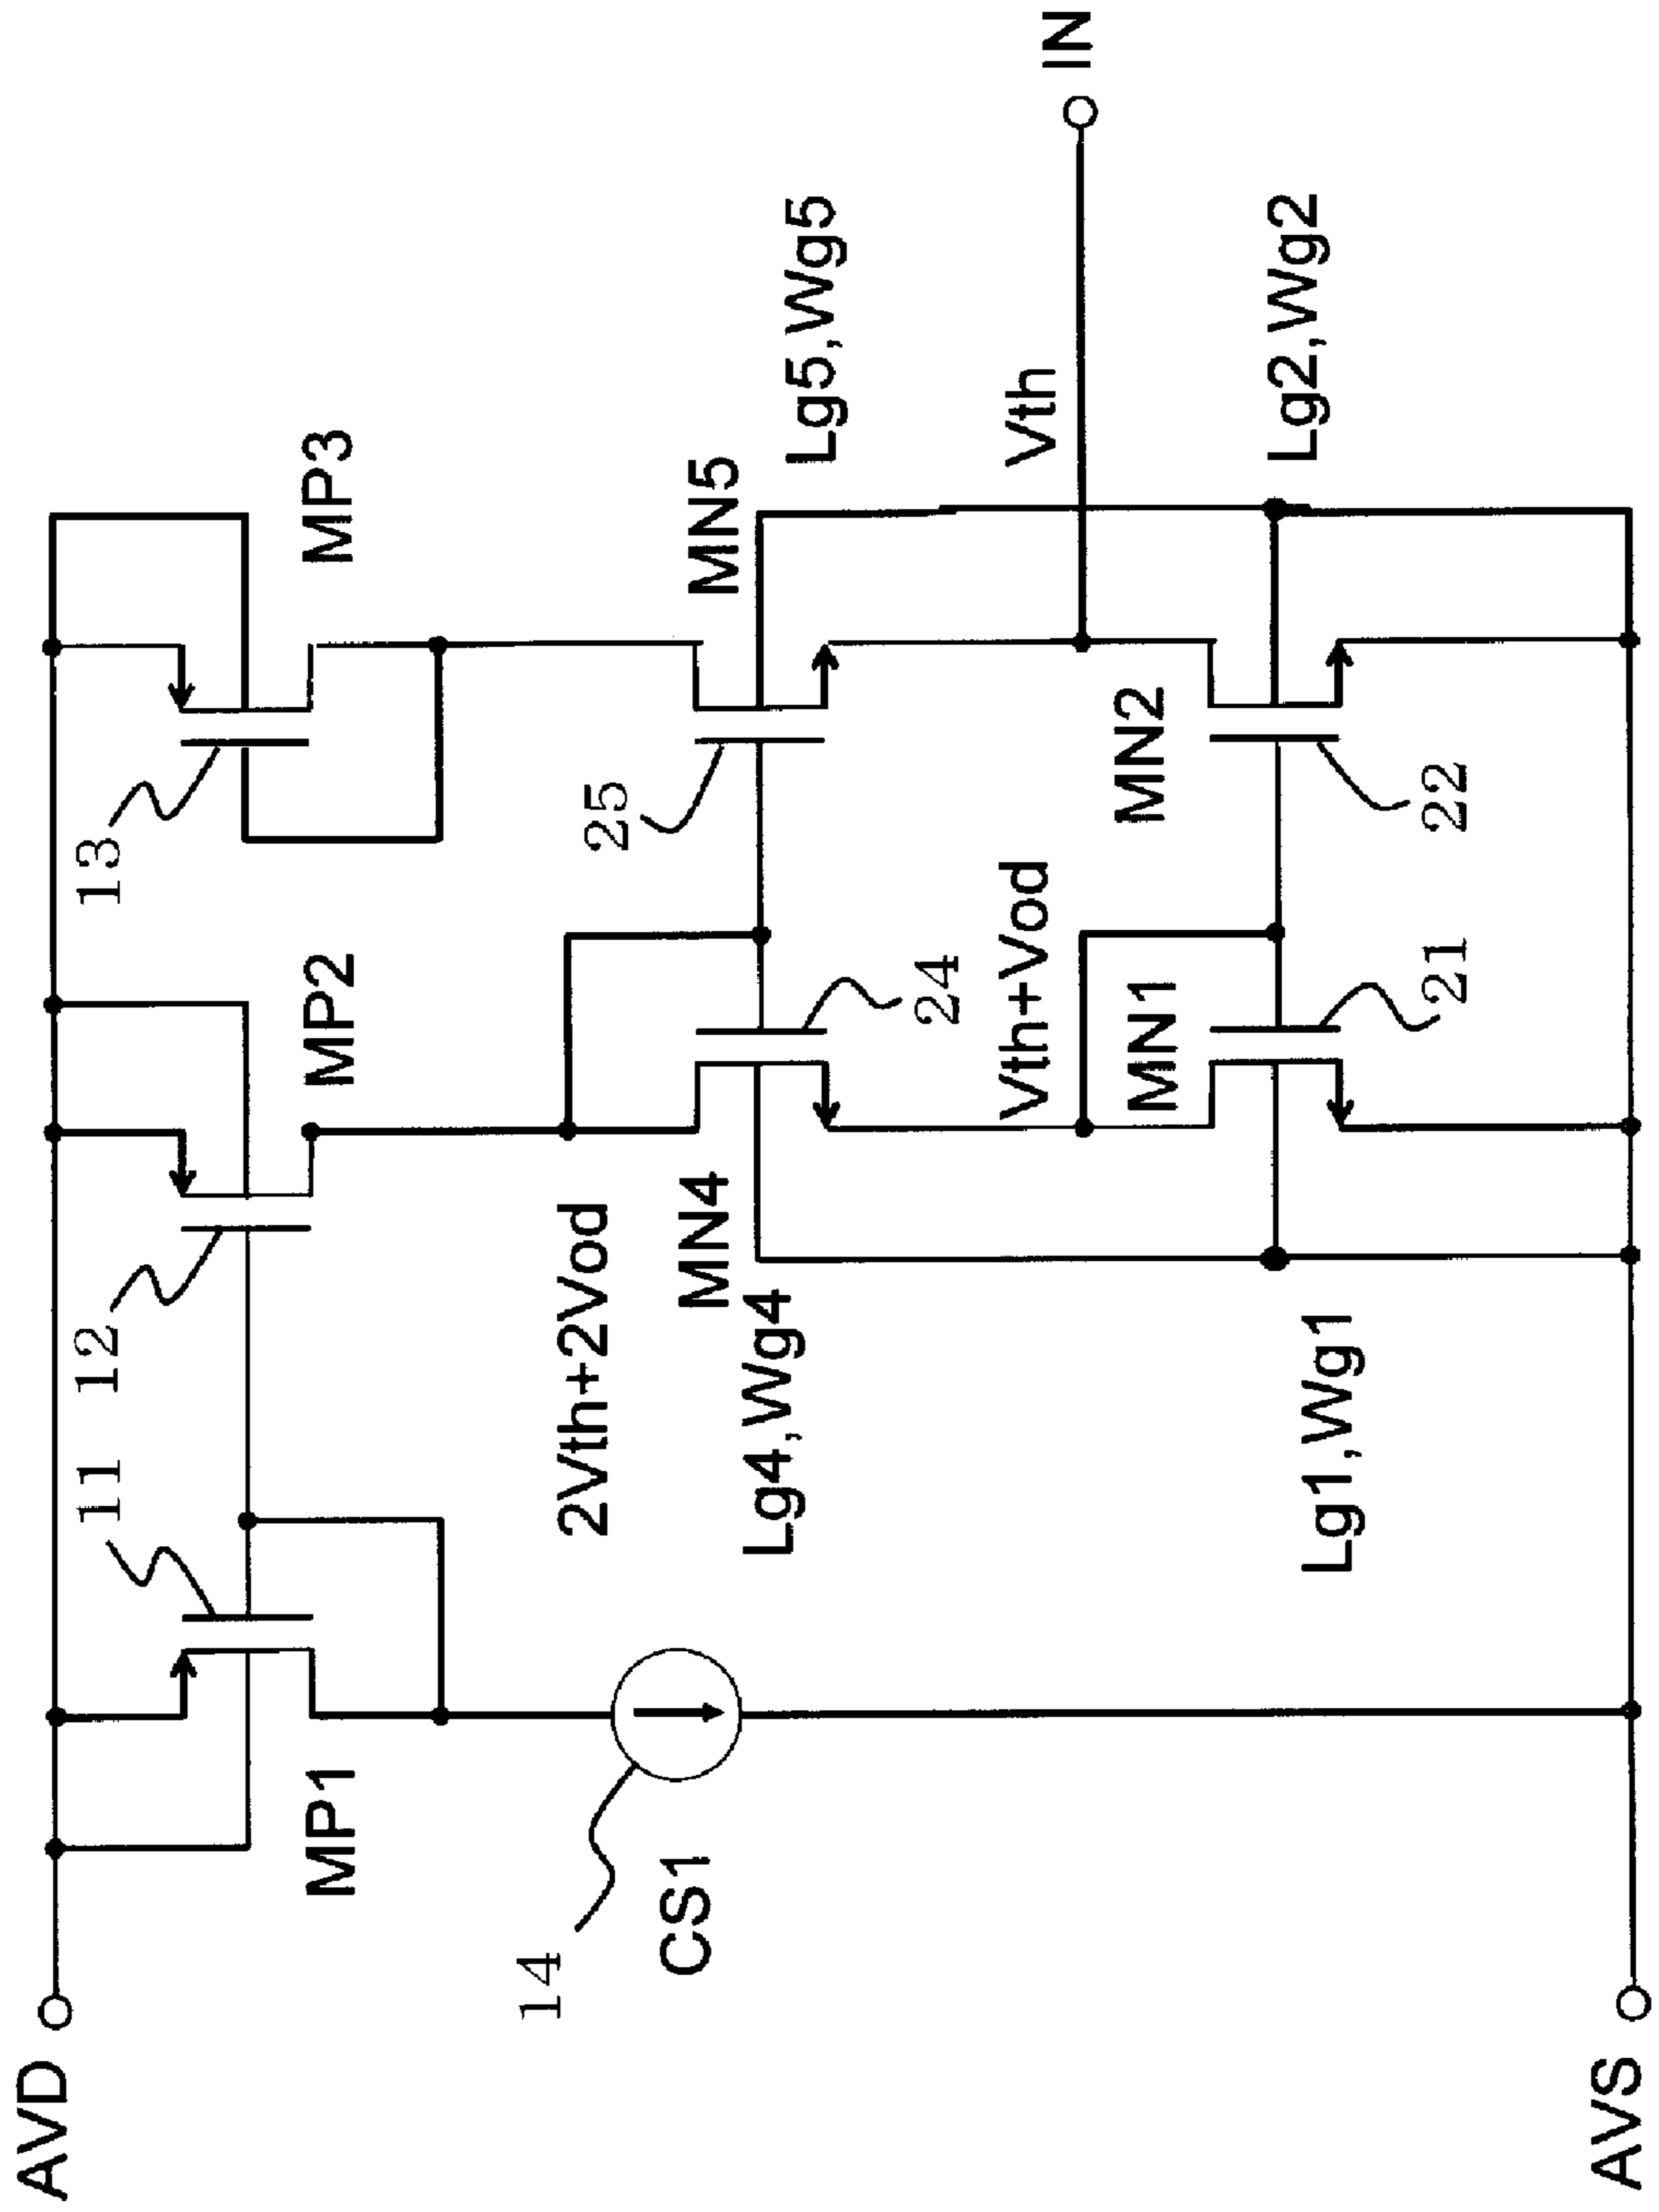 AVD
11
12
13
MP1
MP2
MP3
14
CS1
2Vth+2Vod
MN4
Lg4,Wg4
24
25
MN5
Lg5,Wg5
Vth+Vod
Vth
IN
MN1
Lg1,Wg1
21
MN2
22
Lg2,Wg2
AVS